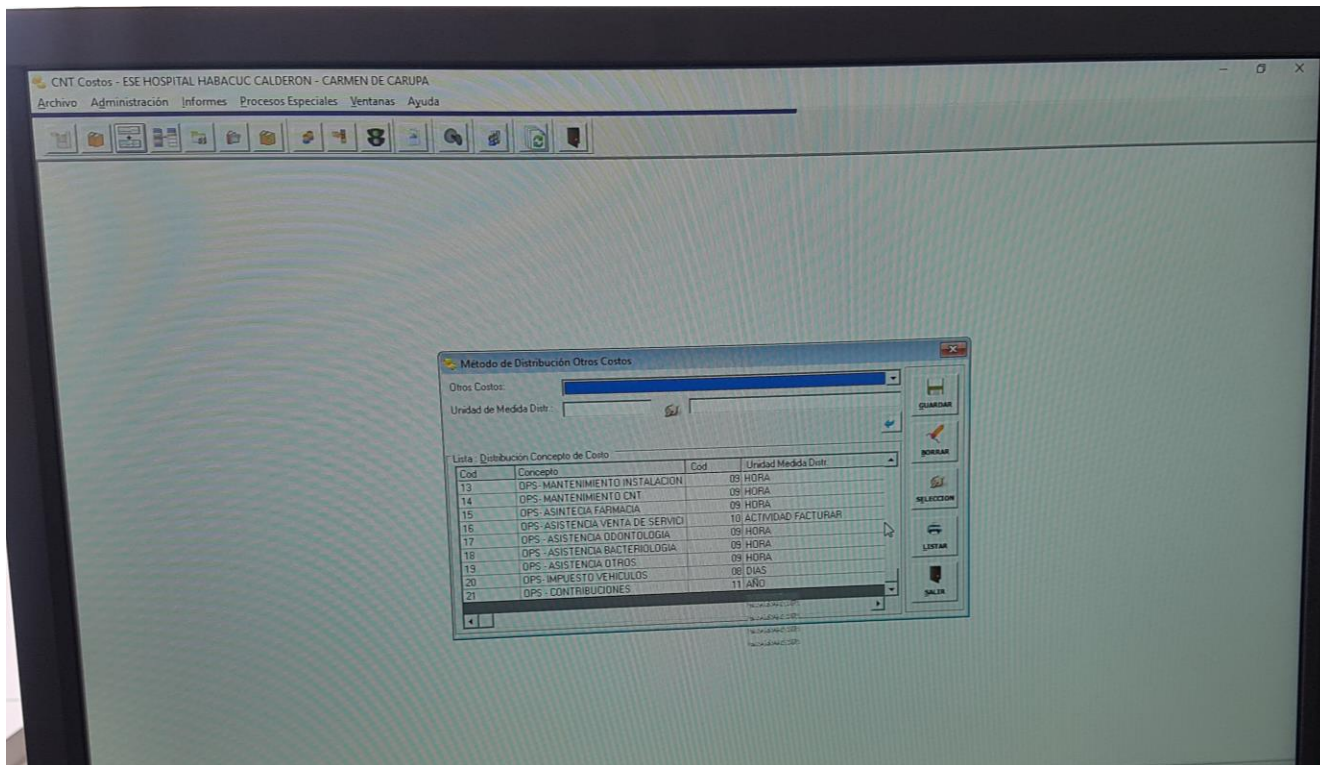 CNT Costos - ESE HOSPITAL HABACUC CALDERON - CARMEN DE CARUPA
Archivo Administración Informes Procesos Especiales Ventanas Ayuda
Método de Distribución Otros Costos
Otros Costos:
Unidad de Medida Distr.:
GUARDAR
BORRAR
SELECCION
LISTAR
SALIR
Lista: Distribución Concepto de Costo
Cod Concepto Cod Unidad Medida Distr.
13 OPS- MANTENIMIENTO INSTALACION 09 HORA
14 OPS- MANTENIMIENTO CNT 09 HORA
15 OPS- ASINTECIA FARMACIA 09 HORA
16 OPS- ASISTENCIA VENTA DE SERVICI 10 ACTIVIDAD FACTURAR
17 OPS - ASISTENCIA ODONTOLOGIA 09 HORA
18 OPS - ASISTENCIA BACTERIOLOGIA 09 HORA
19 OPS - ASISTENCIA OTROS 09 HORA
20 OPS- IMPUESTO VEHICULOS 08 DIAS
21 OPS - CONTRIBUCIONES 11 AÑO